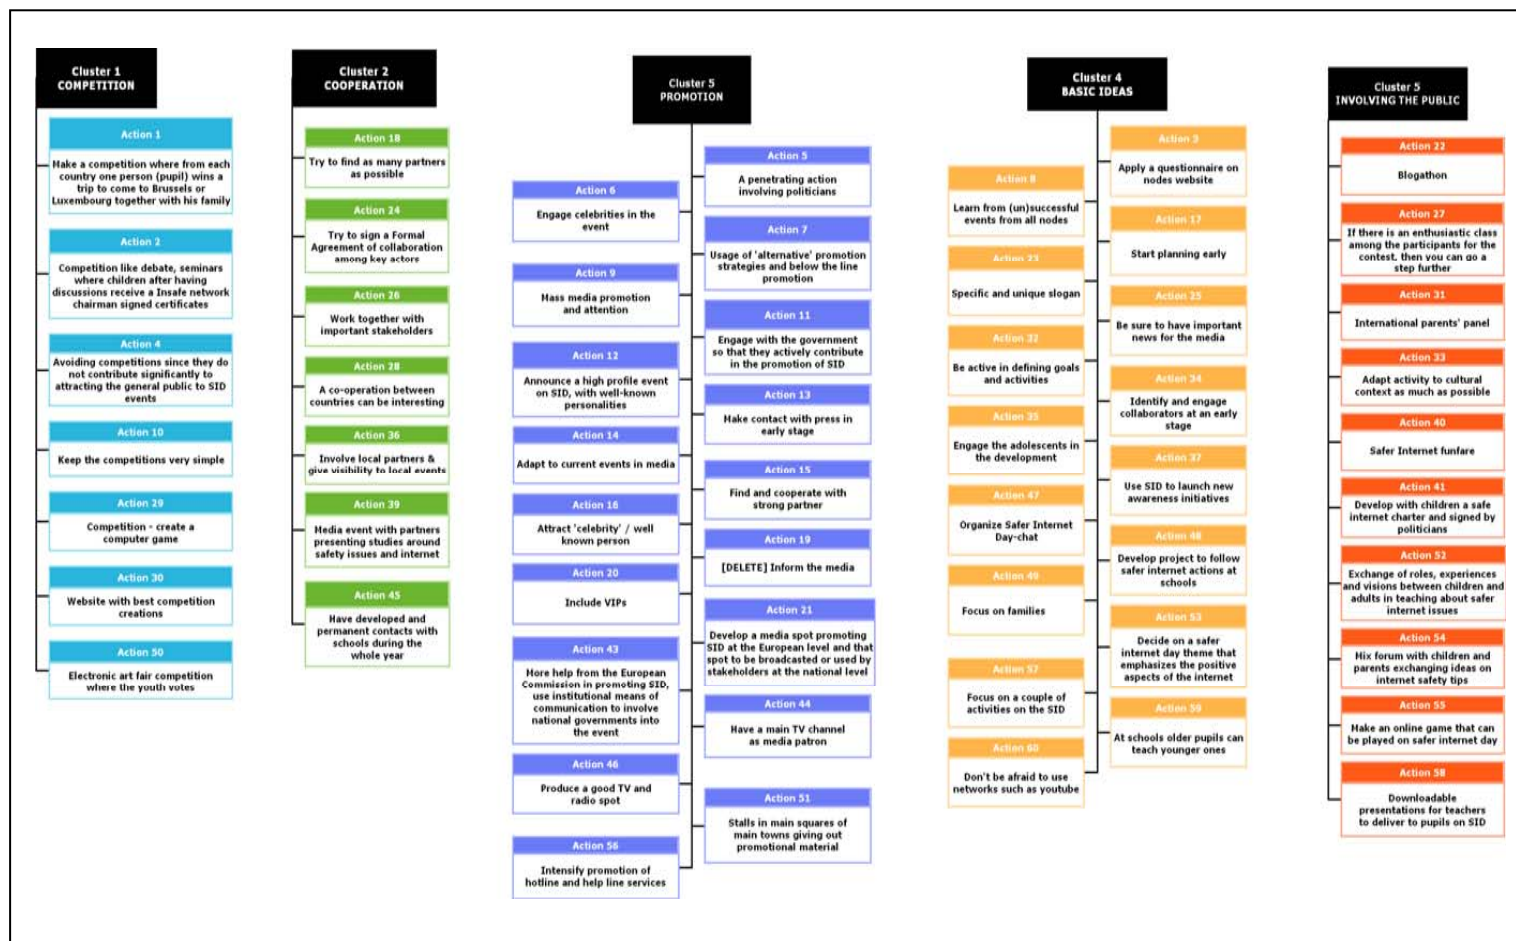 Cluster 1
COMPETITION
Action 1
Make a competition where from each
country one person (pupil) wins a
trip to come to Brussels or
Luxembourg together with his family
Action 2
Competition like debate, seminars
where children after having
discussions receive a Insafe network
chairman signed certificates
Action 4
Avoiding competitions since they do
not contribute significantly to
attracting the general public to SID
events
Action 10
Keep the competitions very simple
Action 29
Competition - create a
computer game
Action 30
Website with best competition
creations
Action 50
Electronic art fair competition
where the youth votes
Cluster 2
COOPERATION
Action 18
Try to find as many partners
as possible
Action 24
Try to sign a Formal
Agreement of collaboration
among key actors
Action 26
Work together with
important stakeholders
Action 28
A co-operation between
countries can be interesting
Action 36
Involve local partners &
give visibility to local events
Action 39
Media event with partners
presenting studies around
safety issues and internet
Action 45
Have developed and
permanent contacts with
schools during the
whole year
Cluster 5
PROMOTION
Action 6
Engage celebrities in the
event
Action 9
Mass media promotion
and attention
Action 12
Announce a high profile event
on SID, with well-known
personalities
Action 14
Adapt to current events in media
Action 16
Attract 'celebrity' / well
known person
Action 20
Include VIPs
Action 43
More help from the European
Commission in promoting SID,
use institutional means of
communication to involve
national governments into
the event
Action 46
Produce a good TV and
radio spot
Action 56
Intensify promotion of
hotline and help line services
Action 5
A penetrating action
involving politicians
Action 7
Usage of 'alternative' promotion
strategies and below the line
promotion
Action 11
Engage with the government
so that they actively contribute
in the promotion of SID
Action 13
Make contact with press in
early stage
Action 15
Find and cooperate with
strong partner
Action 19
[DELETE] Inform the media
Action 21
Develop a media spot promoting
SID at the European level and that
spot to be broadcasted or used by
stakeholders at the national level
Action 44
Have a main TV channel
as media patron
Action 51
Stalls in main squares of
main towns giving out
promotional material
Cluster 4
BASIC IDEAS
Action 8
Learn from (un)successful
events from all nodes
Action 23
Specific and unique slogan
Action 32
Be active in defining goals
and activities
Action 35
Engage the adolescents in
the development
Action 47
Organize Safer Internet
Day-chat
Action 49
Focus on families
Action 57
Focus on a couple of
activities on the SID
Action 60
Don't be afraid to use
networks such as youtube
Action 3
Apply a questionnaire on
nodes website
Action 17
Start planning early
Action 25
Be sure to have important
news for the media
Action 34
Identify and engage
collaborators at an early
stage
Action 37
Use SID to launch new
awareness initiatives
Action 48
Develop project to follow
safer internet actions at
schools
Action 53
Decide on a safer
internet day theme that
emphasizes the positive
aspects of the internet
Action 59
At schools older pupils can
teach younger ones
Cluster 5
INVOLVING THE PUBLIC
Action 22
Blogathon
Action 27
If there is an enthusiastic class
among the participants for the
contest, then you can go a
step further
Action 31
International parents' panel
Action 33
Adapt activity to cultural
context as much as possible
Action 40
Safer Internet funfare
Action 41
Develop with children a safe
internet charter and signed by
politicians
Action 52
Exchange of roles, experiences
and visions between children and
adults in teaching about safer
internet issues
Action 54
Mix forum with children and
parents exchanging ideas on
internet safety tips
Action 55
Make an online game that can
be played on safer internet day
Action 58
Downloadable
presentations for teachers
to deliver to pupils on SID